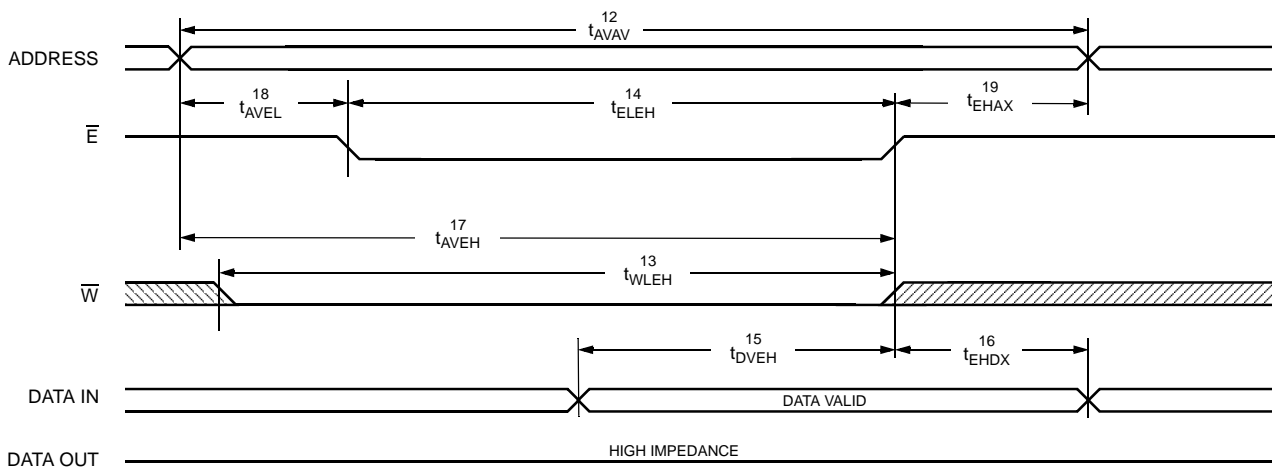 12
tAVAV
ADDRESS
18
tAVEL
14
tELEH
19
tEHAX
E̅
17
tAVEH
13
tWLEH
W̅
15
tDVEH
16
tEHDX
DATA IN
DATA VALID
DATA OUT
HIGH IMPEDANCE